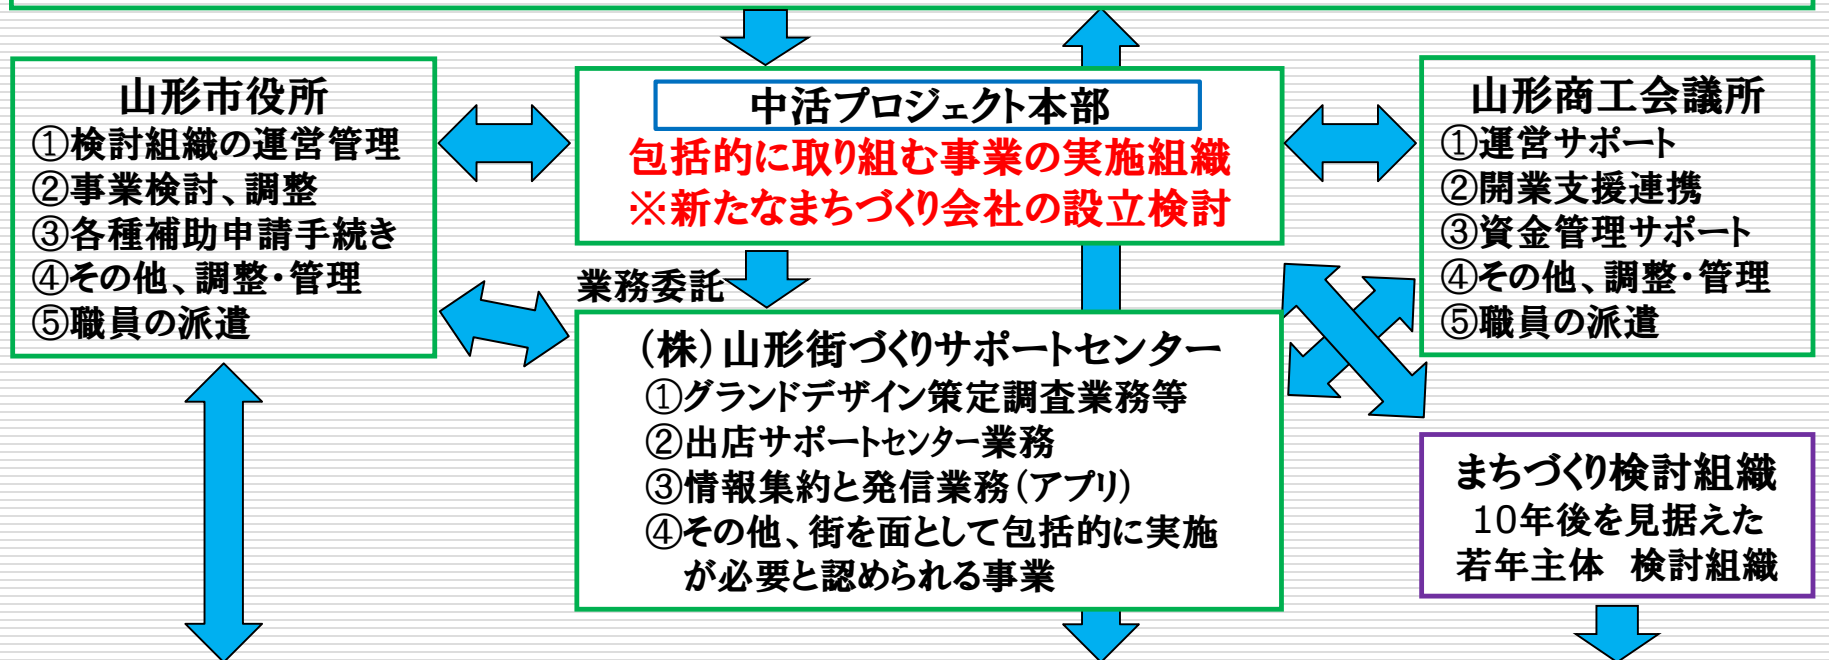 山形市役所
①検討組織の運営管理
②事業検討、調整
③各種補助申請手続き
④その他、調整・管理
⑤職員の派遣
中活プロジェクト本部
包括的に取り組む事業の実施組織
※新たなまちづくり会社の設立検討
業務委託
(株)山形街づくりサポートセンター
①グランドデザイン策定調査業務等
②出店サポートセンター業務
③情報集約と発信業務(アプリ)
④その他、街を面として包括的に実施
が必要と認められる事業
山形商工会議所
①運営サポート
②開業支援連携
③資金管理サポート
④その他、調整・管理
⑤職員の派遣
まちづくり検討組織
10年後を見据えた
若年主体 検討組織